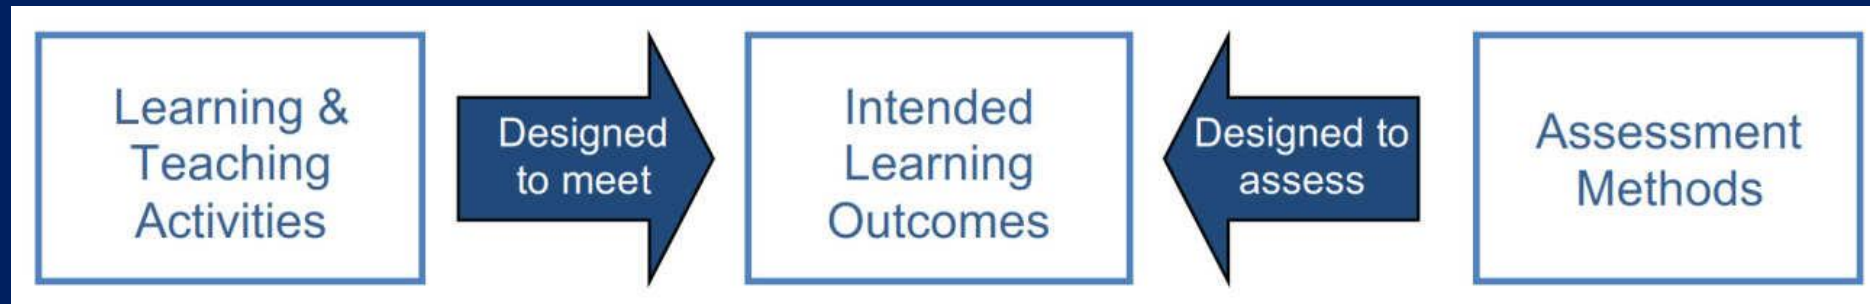 Learning &
Teaching
Activities
Designed
to meet
Intended
Learning
Outcomes
Designed to
assess
Assessment
Methods